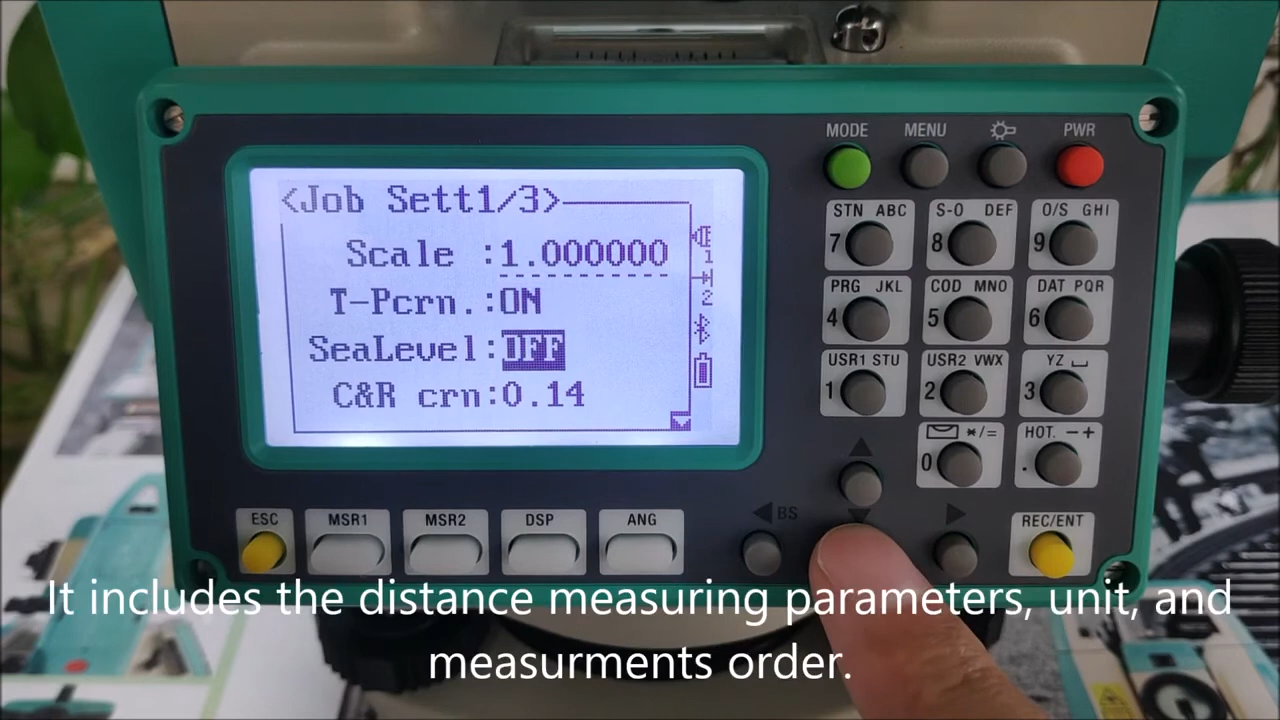 <Job Sett1/3>
Scale :1.000000
T-Pcrn.:ON
SeaLevel:OFF
C&R crn:0.14
1
2
MODE
MENU
PWR
STN ABC
7
S-O DEF
8
O/S GHI
9
PRG JKL
4
COD MNO
5
DAT PQR
6
USR1 STU
1
USR2 VWX
2
YZ
3
*/=
0
HOT. -+
.
ESC
MSR1
MSR2
DSP
ANG
BS
REC/ENT
It includes the distance measuring parameters, unit, and
measurments order.